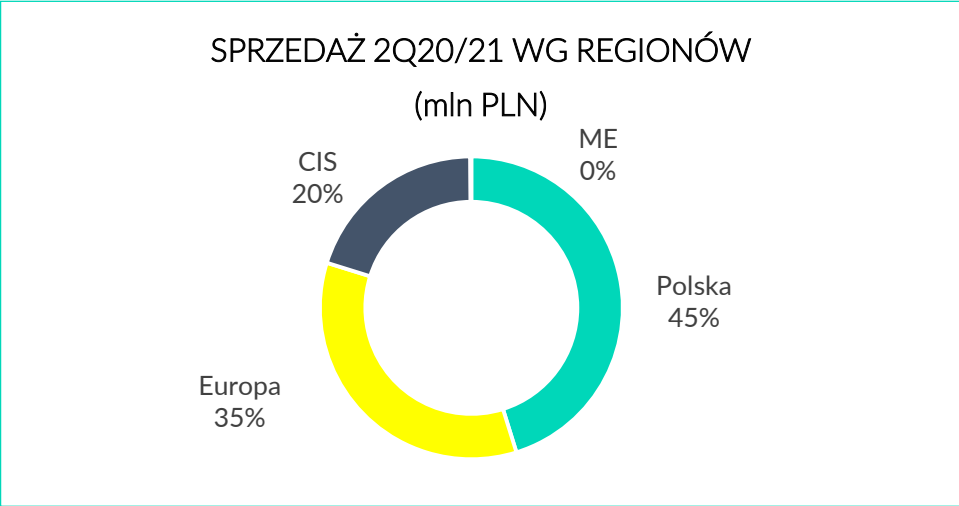 SPRZEDAŻ 2Q20/21 WG REGIONÓW
(mln PLN)
ME
0%
CIS
20%
Polska
45%
Europa
35%